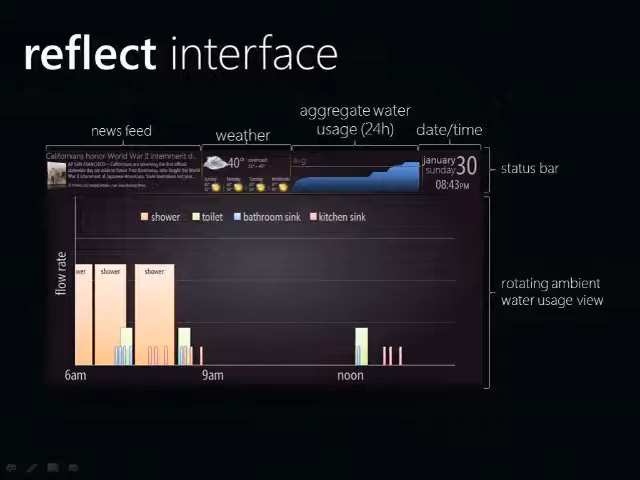 reflect interface
aggregate water
usage (24h)
news feed
weather
date/time
Californians honor World War II internment d...
avg
40°
overcast
january
sunday
30
08:43PM
status bar
shower
toilet
bathroom sink
kitchen sink
flow rate
wer
shower
shower
rotating ambient
water usage view
6am
9am
noon